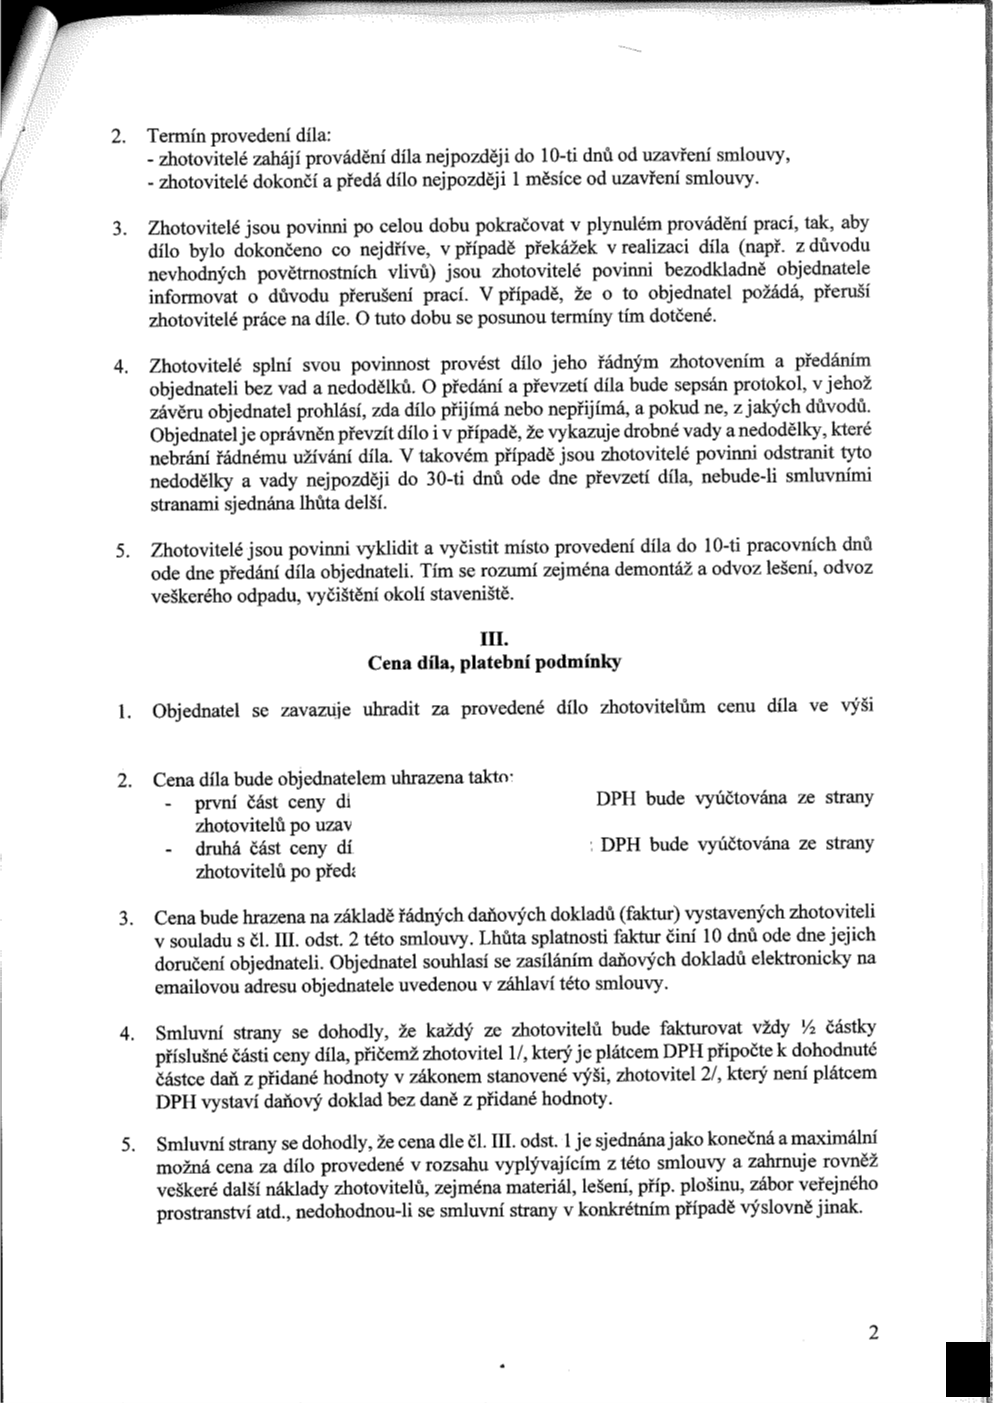 2. Termín provedení díla:
- zhotovitelé zahájí provádění díla nejpozději do 10-ti dnů od uzavření smlouvy,
- zhotovitelé dokončí a předá dílo nejpozději 1 měsíce od uzavření smlouvy.
3. Zhotovitelé jsou povinni po celou dobu pokračovat v plynulém provádění prací, tak, aby
dílo bylo dokončeno co nejdříve, v případě překážek v realizaci díla (např. z důvodu
nevhodných povětrnostních vlivů) jsou zhotovitelé povinni bezodkladně objednatele
informovat o důvodu přerušení prací. V případě, že o to objednatel požádá, přeruší
zhotovitelé práce na díle. O tuto dobu se posunou termíny tím dotčené.
4. Zhotovitelé splní svou povinnost provést dílo jeho řádným zhotovením a předáním
objednateli bez vad a nedodělků. O předání a převzetí díla bude sepsán protokol, v jehož
závěru objednatel prohlásí, zda dílo přijímá nebo nepřijímá, a pokud ne, z jakých důvodů.
Objednatel je oprávněn převzít dílo i v případě, že vykazuje drobné vady a nedodělky, které
nebrání řádnému užívání díla. V takovém případě jsou zhotovitelé povinni odstranit tyto
nedodělky a vady nejpozději do 30-ti dnů ode dne převzetí díla, nebude-li smluvními
stranami sjednána lhůta delší.
5. Zhotovitelé jsou povinni vyklidit a vyčistit místo provedení díla do 10-ti pracovních dnů
ode dne předání díla objednateli. Tím se rozumí zejména demontáž a odvoz lešení, odvoz
veškerého odpadu, vyčištění okolí staveniště.
III.
Cena díla, platební podmínky
1. Objednatel se zavazuje uhradit za provedené dílo zhotovitelům cenu díla ve výši
2. Cena díla bude objednatelem uhrazena takto:
- první část ceny dí DPH bude vyúčtována ze strany
zhotovitelů po uzav
- druhá část ceny dí DPH bude vyúčtována ze strany
zhotovitelů po před
3. Cena bude hrazena na základě řádných daňových dokladů (faktur) vystavených zhotoviteli
v souladu s čl. III. odst. 2 této smlouvy. Lhůta splatnosti faktur činí 10 dnů ode dne jejich
doručení objednateli. Objednatel souhlasí se zasíláním daňových dokladů elektronicky na
emailovou adresu objednatele uvedenou v záhlaví této smlouvy.
4. Smluvní strany se dohodly, že každý ze zhotovitelů bude fakturovat vždy ½ částky
příslušné části ceny díla, přičemž zhotovitel 1/, který je plátcem DPH připočte k dohodnuté
částce daň z přidané hodnoty v zákonem stanovené výši, zhotovitel 2/, který není plátcem
DPH vystaví daňový doklad bez daně z přidané hodnoty.
5. Smluvní strany se dohodly, že cena dle čl. III. odst. 1 je sjednána jako konečná a maximální
možná cena za dílo provedené v rozsahu vyplývajícím z této smlouvy a zahrnuje rovněž
veškeré další náklady zhotovitelů, zejména materiál, lešení, příp. plošinu, zábor veřejného
prostranství atd., nedohodnou-li se smluvní strany v konkrétním případě výslovně jinak.
2